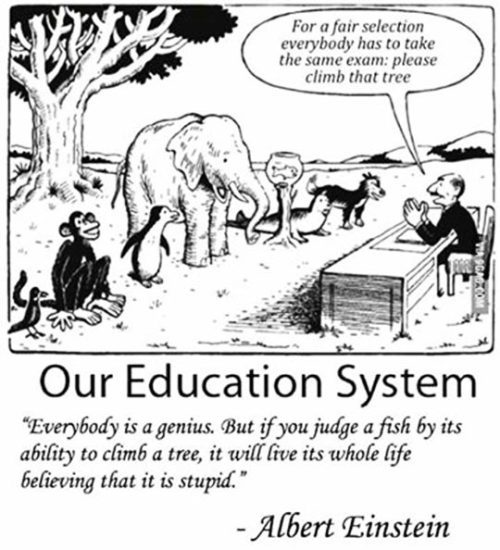 For a fair selection
everybody has to take
the same exam: please
climb that tree
Our Education System
“Everybody is a genius. But if you judge a fish by its
ability to climb a tree, it will live its whole life
believing that it is stupid.”
- Albert Einstein